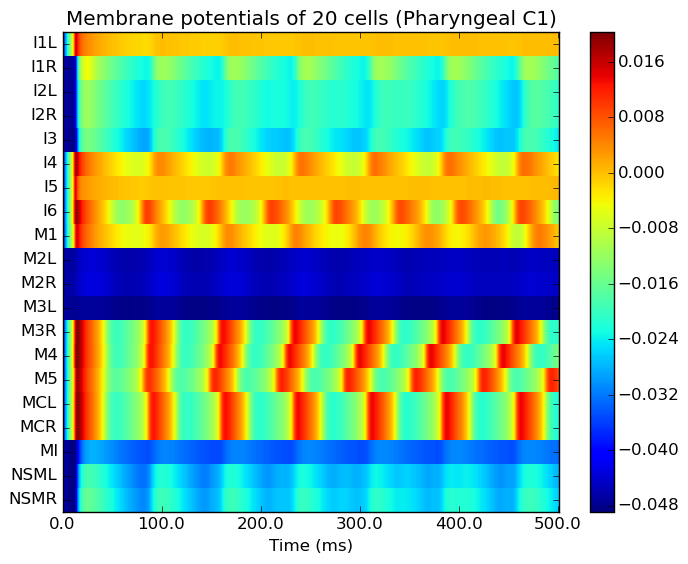 Membrane potentials of 20 cells (Pharyngeal C1)
I1L
I1R
I2L
I2R
I3
I4
I5
I6
M1
M2L
M2R
M3L
M3R
M4
M5
MCL
MCR
MI
NSML
NSMR
0.0 100.0 200.0 300.0 400.0 500.0
Time (ms)
0.016
0.008
0.000
−0.008
−0.016
−0.024
−0.032
−0.040
−0.048